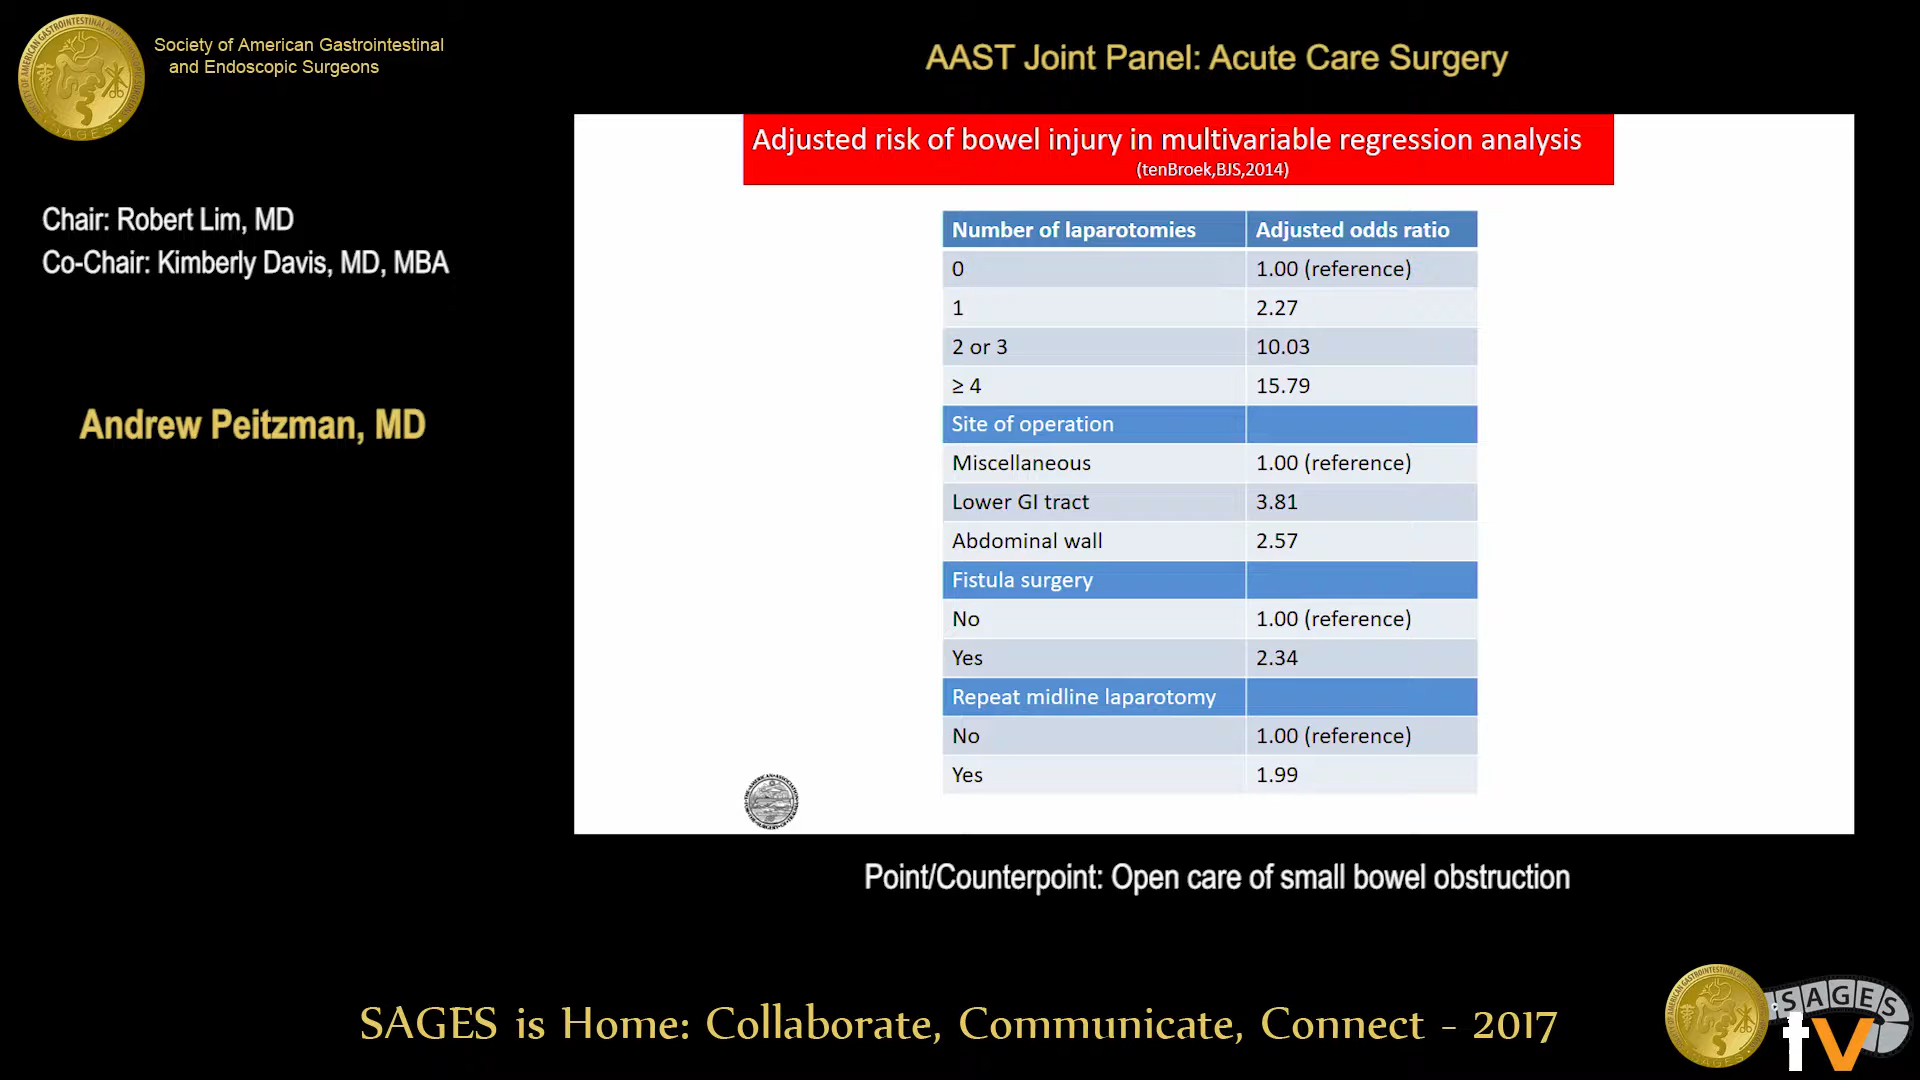 Society of American Gastrointestinal
and Endoscopic Surgeons
AAST Joint Panel: Acute Care Surgery
Chair: Robert Lim, MD
Co-Chair: Kimberly Davis, MD, MBA
Andrew Peitzman, MD
Adjusted risk of bowel injury in multivariable regression analysis
(tenBroek,BJS,2014)
Number of laparotomies Adjusted odds ratio
0 1.00 (reference)
1 2.27
2 or 3 10.03
≥ 4 15.79
Site of operation
Miscellaneous 1.00 (reference)
Lower GI tract 3.81
Abdominal wall 2.57
Fistula surgery
No 1.00 (reference)
Yes 2.34
Repeat midline laparotomy
No 1.00 (reference)
Yes 1.99
Point/Counterpoint: Open care of small bowel obstruction
SAGES is Home: Collaborate, Communicate, Connect - 2017
SAGES
tv